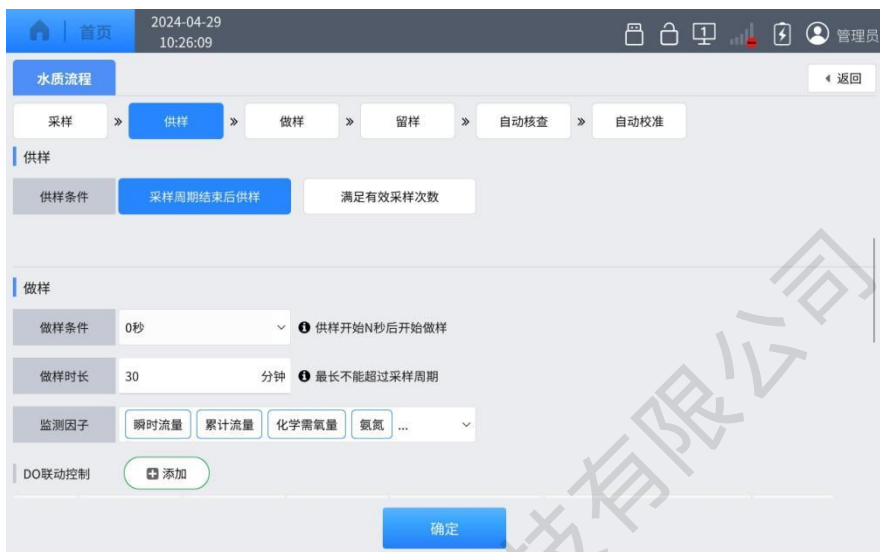 首页 2024-04-29 10:26:09 1 管理员
水质流程 返回
采样 » 供样 » 做样 » 留样 » 自动核查 » 自动校准
供样
供样条件 采样周期结束后供样 满足有效采样次数
做样
做样条件 0秒 供样开始N秒后开始做样
做样时长 30 分钟 最长不能超过采样周期
监测因子 瞬时流量 累计流量 化学需氧量 氨氮 ...
DO联动控制 添加
确定
技有限公司